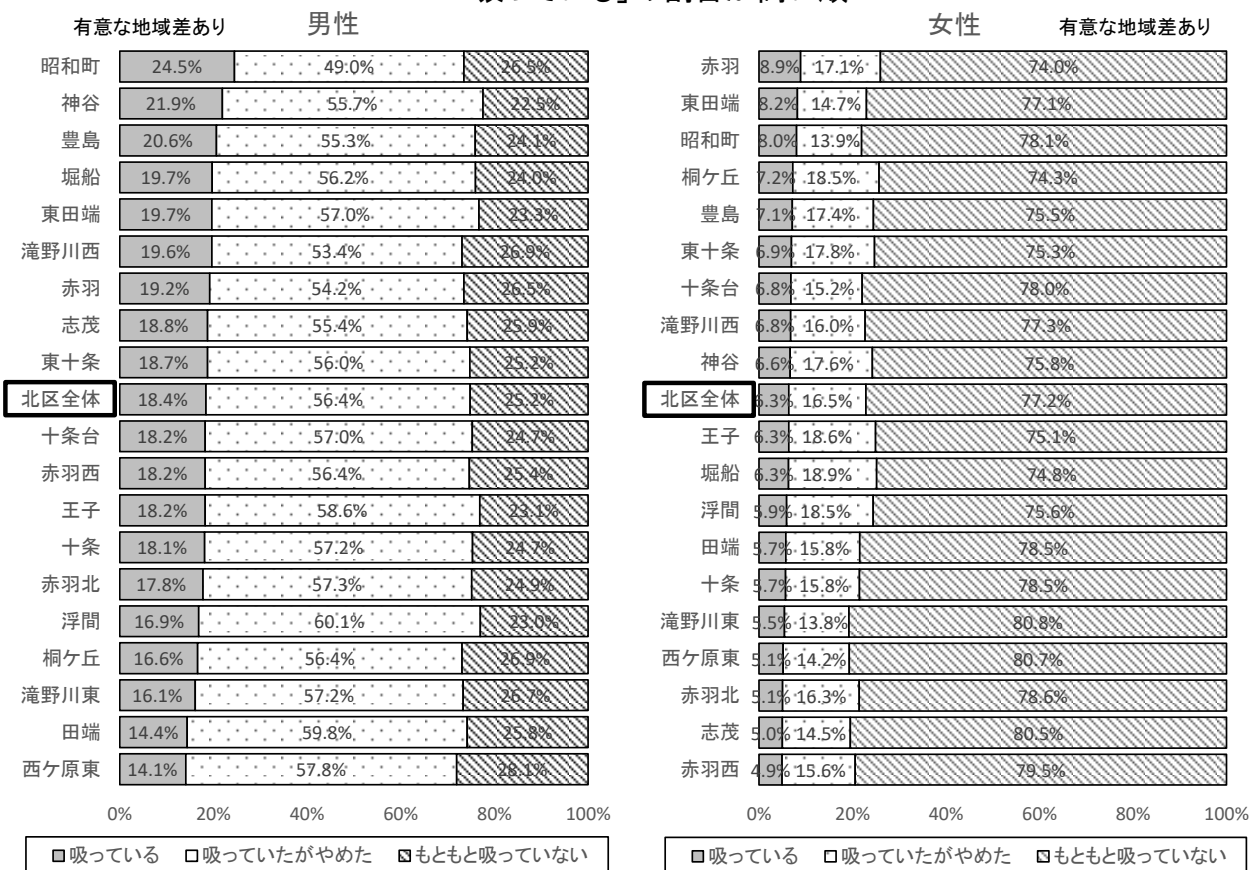 有意な地域差あり 男性
昭和町 24.5% 49.0% 26.5%
神谷 21.9% 55.7% 22.5%
豊島 20.6% 55.3% 24.1%
堀船 19.7% 56.2% 24.0%
東田端 19.7% 57.0% 23.3%
滝野川西 19.6% 53.4% 26.9%
赤羽 19.2% 54.2% 26.5%
志茂 18.8% 55.4% 25.9%
東十条 18.7% 56.0% 25.2%
北区全体 18.4% 56.4% 25.2%
十条台 18.2% 57.0% 24.7%
赤羽西 18.2% 56.4% 25.4%
王子 18.2% 58.6% 23.1%
十条 18.1% 57.2% 24.7%
赤羽北 17.8% 57.3% 24.9%
浮間 16.9% 60.1% 23.0%
桐ケ丘 16.6% 56.4% 26.9%
滝野川東 16.1% 57.2% 26.7%
田端 14.4% 59.8% 25.8%
西ケ原東 14.1% 57.8% 28.1%
0% 20% 40% 60% 80% 100%
吸っている 吸っていたがやめた もともと吸っていない
女性 有意な地域差あり
赤羽 8.9% 17.1% 74.0%
東田端 8.2% 14.7% 77.1%
昭和町 8.0% 13.9% 78.1%
桐ケ丘 7.2% 18.5% 74.3%
豊島 7.1% 17.4% 75.5%
東十条 6.9% 17.8% 75.3%
十条台 6.8% 15.2% 78.0%
滝野川西 6.8% 16.0% 77.3%
神谷 6.6% 17.6% 75.8%
北区全体 6.3% 16.5% 77.2%
王子 6.3% 18.6% 75.1%
堀船 6.3% 18.9% 74.8%
浮間 5.9% 18.5% 75.6%
田端 5.7% 15.8% 78.5%
十条 5.7% 15.8% 78.5%
滝野川東 5.5% 13.8% 80.8%
西ケ原東 5.1% 14.2% 80.7%
赤羽北 5.1% 16.3% 78.6%
志茂 5.0% 14.5% 80.5%
赤羽西 4.9% 15.6% 79.5%
0% 20% 40% 60% 80% 100%
吸っている 吸っていたがやめた もともと吸っていない